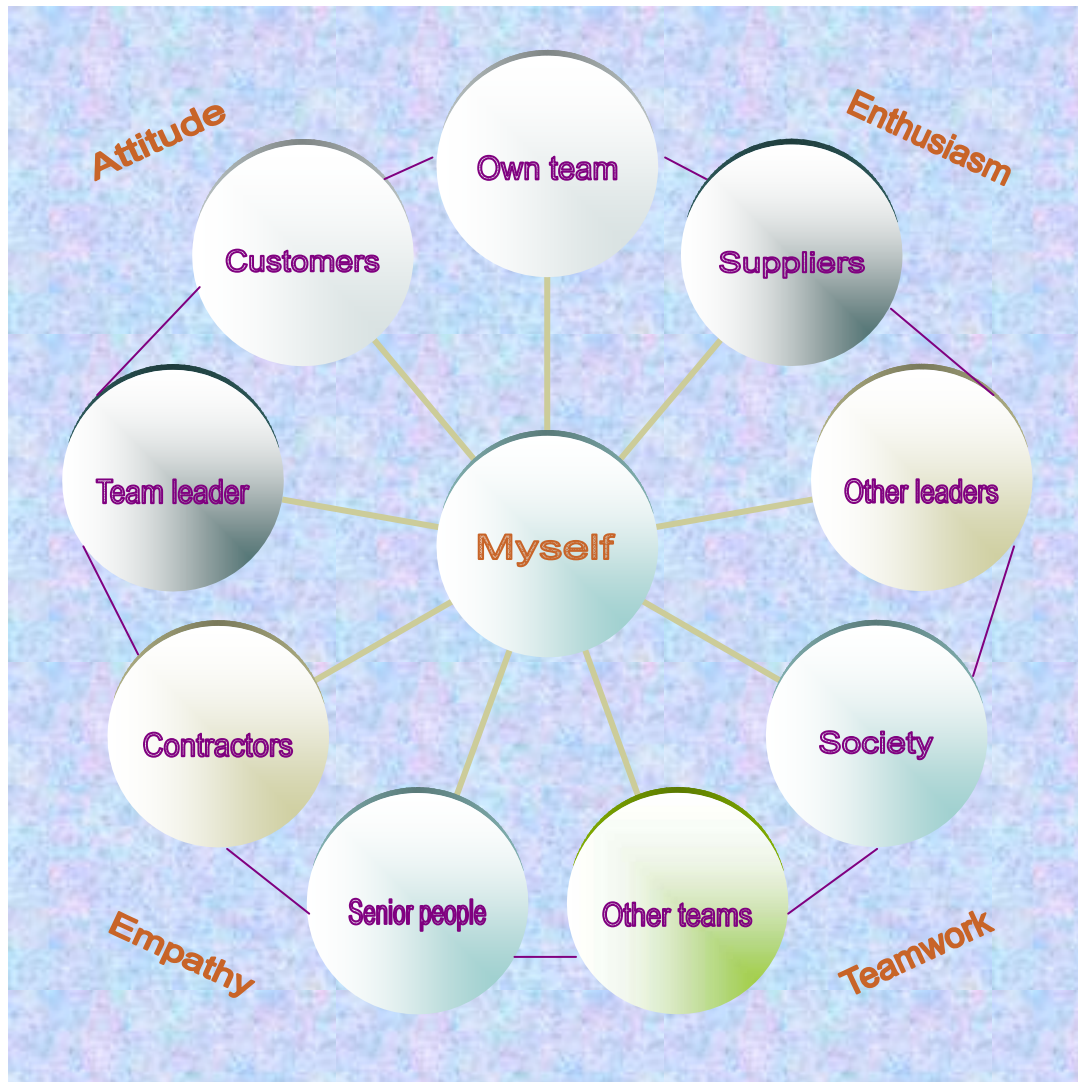 Attitude
Enthusiasm
Own team
Customers
Suppliers
Team leader
Other leaders
Myself
Contractors
Society
Senior people
Other teams
Empathy
Teamwork